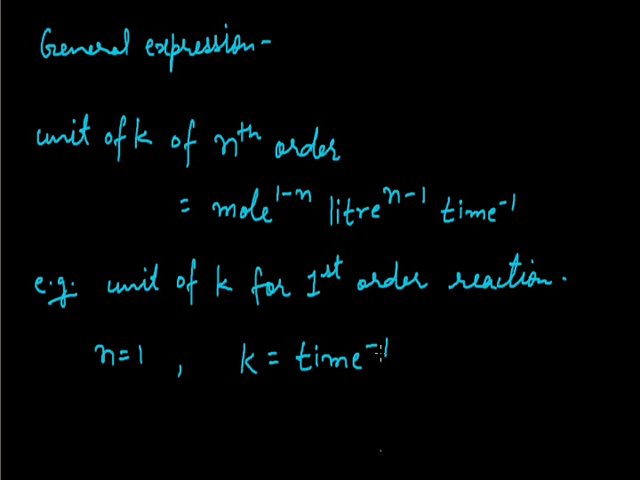 General expression-
unit of k of nᵗʰ order
= mole¹⁻ⁿ litreⁿ⁻¹ time⁻¹
e.g. unit of k for 1ˢᵗ order reaction.
n=1 , k = time⁻¹